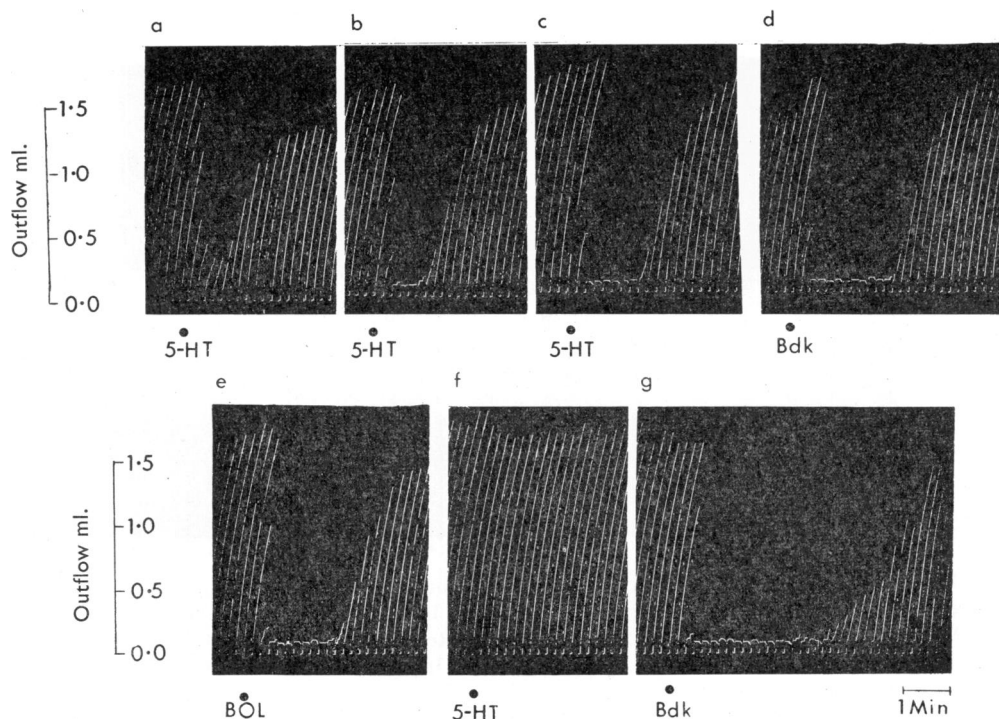 a b c d
1·5
1·0
0·5
0·0
Outflow ml.
5-HT 5-HT 5-HT Bdk
e f g
1·5
1·0
0·5
0·0
Outflow ml.
BOL 5-HT Bdk 1Min